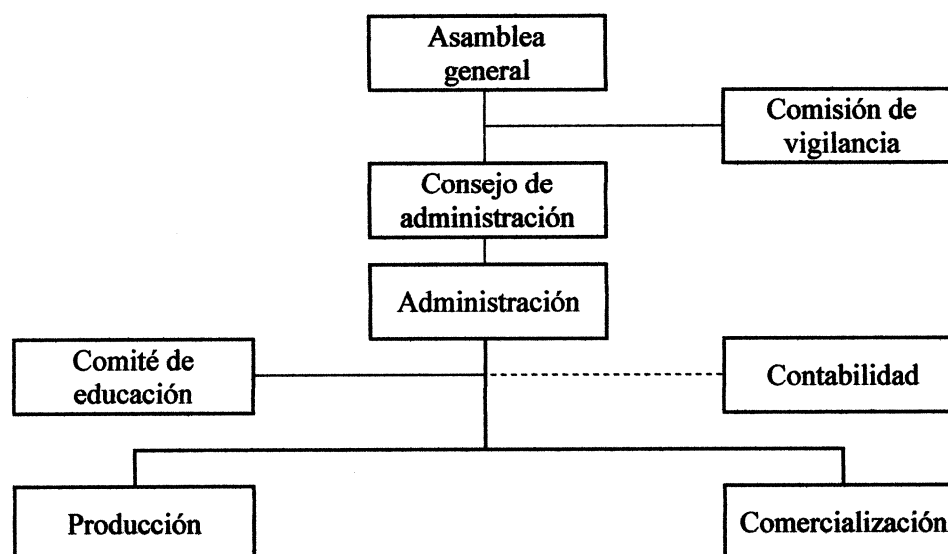 Asamblea
general
Comisión de
vigilancia
Consejo de
administración
Administración
Comité de
educación
Contabilidad
Producción
Comercialización